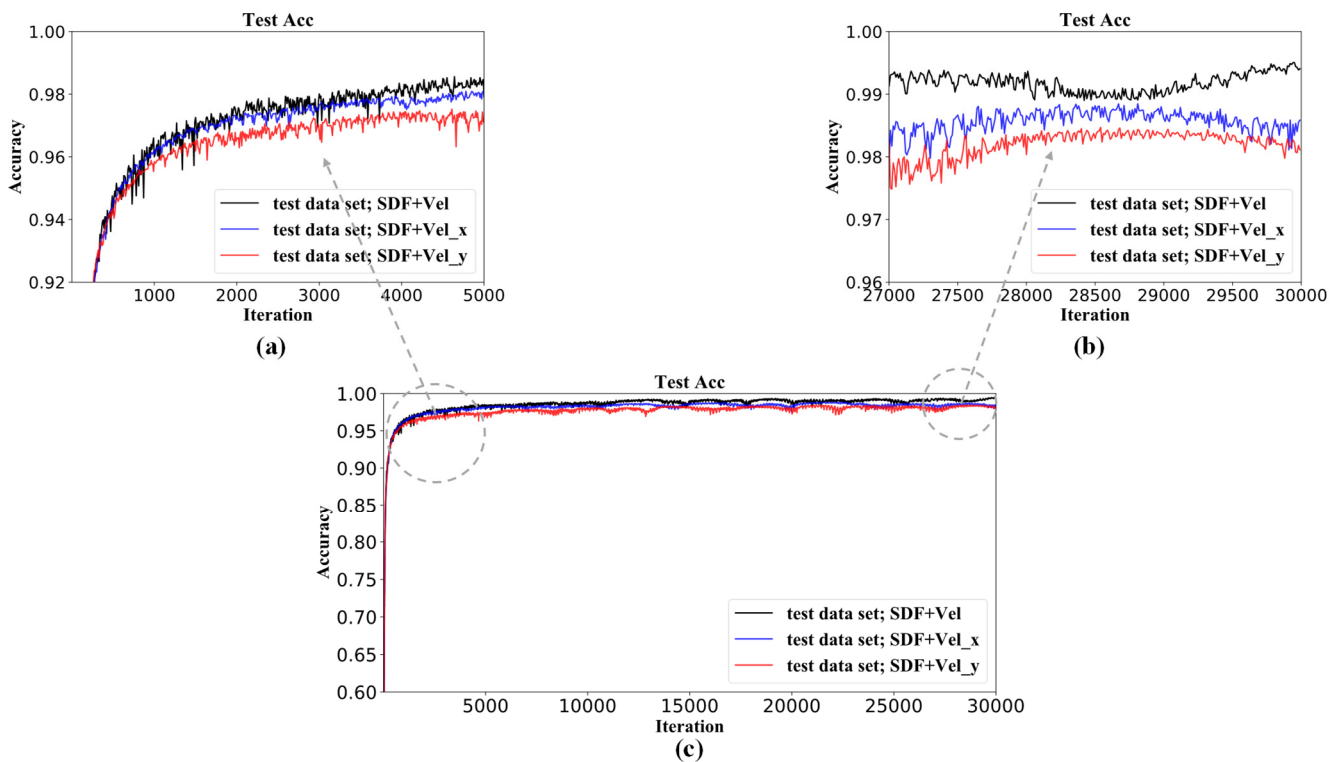 Test Acc
1.00
0.98
0.96
0.94
0.92
Accuracy
test data set; SDF+Vel
test data set; SDF+Vel_x
test data set; SDF+Vel_y
1000 2000 3000 4000 5000
Iteration
(a)
Test Acc
1.00
0.99
0.98
0.97
0.96
Accuracy
test data set; SDF+Vel
test data set; SDF+Vel_x
test data set; SDF+Vel_y
27000 27500 28000 28500 29000 29500 30000
Iteration
(b)
Test Acc
1.00
0.95
0.90
0.85
0.80
0.75
0.70
0.65
0.60
Accuracy
test data set; SDF+Vel
test data set; SDF+Vel_x
test data set; SDF+Vel_y
5000 10000 15000 20000 25000 30000
Iteration
(c)